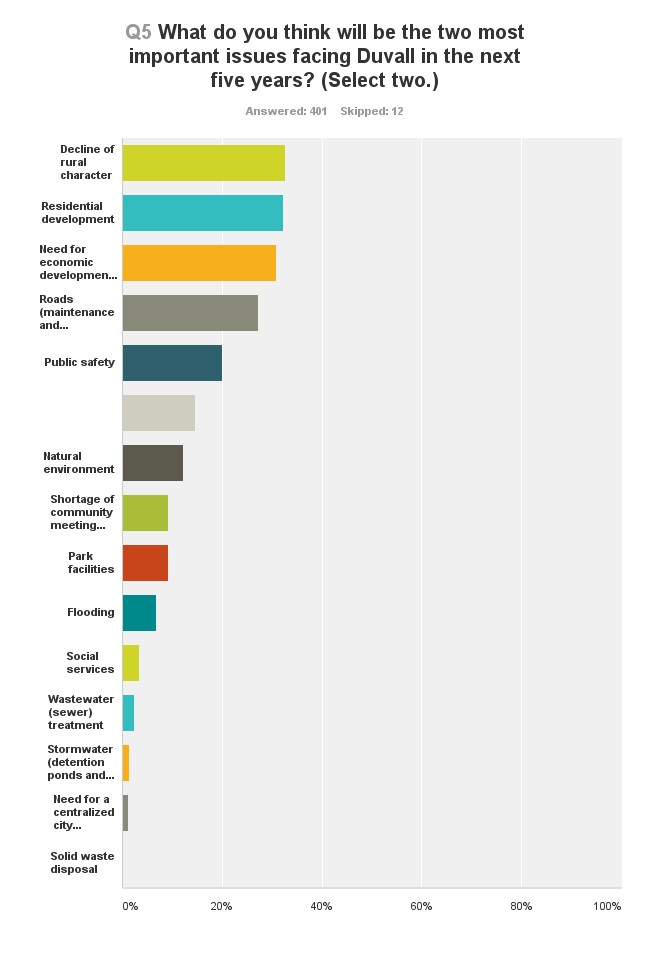 Q5 What do you think will be the two most
important issues facing Duvall in the next
five years? (Select two.)
Answered: 401 Skipped: 12
Decline of
rural
character
Residential
development
Need for
economic
developmen...
Roads
(maintenance
and...
Public safety
Natural
environment
Shortage of
community
meeting...
Park
facilities
Flooding
Social
services
Wastewater
(sewer)
treatment
Stormwater
(detention
ponds and...
Need for a
centralized
city...
Solid waste
disposal
0% 20% 40% 60% 80% 100%